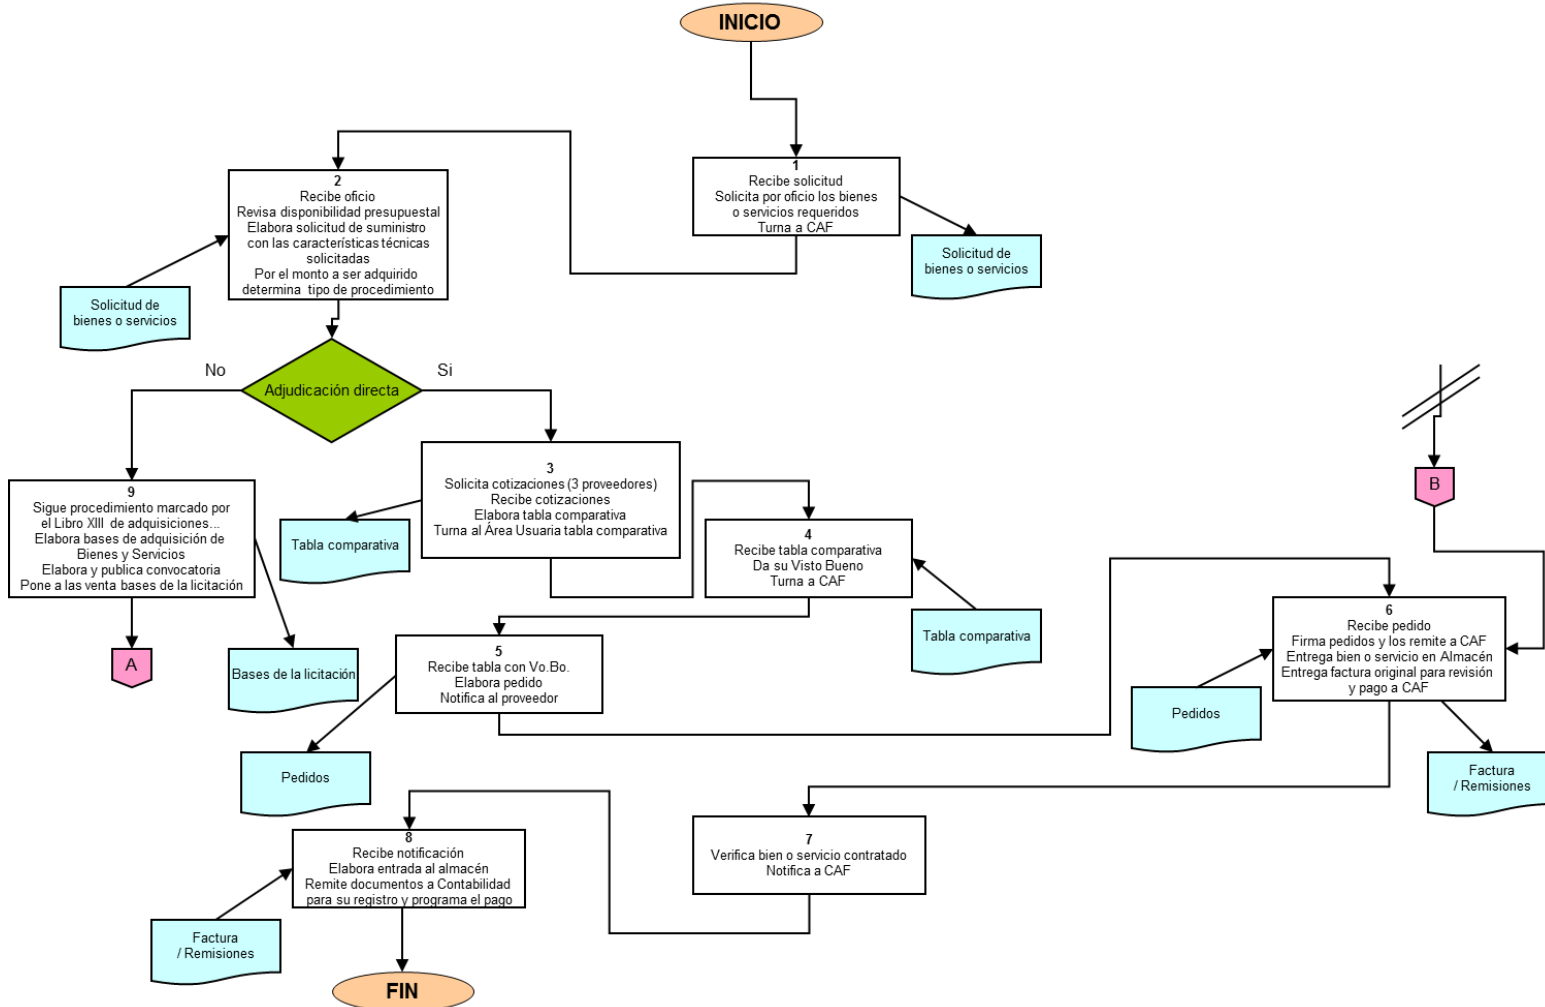 INICIO
1
Recibe solicitud
Solicita por oficio los bienes
o servicios requeridos
Turna a CAF
Solicitud de
bienes o servicios
2
Recibe oficio
Revisa disponibilidad presupuestal
Elabora solicitud de suministro
con las características técnicas
solicitadas
Por el monto a ser adquirido
determina tipo de procedimiento
Solicitud de
bienes o servicios
No
Adjudicación directa
Si
3
Solicita cotizaciones (3 proveedores)
Recibe cotizaciones
Elabora tabla comparativa
Turna al Área Usuaria tabla comparativa
Tabla comparativa
9
Sigue procedimiento marcado por
el Libro XIII de adquisiciones...
Elabora bases de adquisición de
Bienes y Servicios
Elabora y publica convocatoria
Pone a las venta bases de la licitación
A
Bases de la licitación
4
Recibe tabla comparativa
Da su Visto Bueno
Turna a CAF
Tabla comparativa
B
5
Recibe tabla con Vo.Bo.
Elabora pedido
Notifica al proveedor
Pedidos
6
Recibe pedido
Firma pedidos y los remite a CAF
Entrega bien o servicio en Almacén
Entrega factura original para revisión
y pago a CAF
Pedidos
Factura
/ Remisiones
7
Verifica bien o servicio contratado
Notifica a CAF
8
Recibe notificación
Elabora entrada al almacén
Remite documentos a Contabilidad
para su registro y programa el pago
Factura
/ Remisiones
FIN